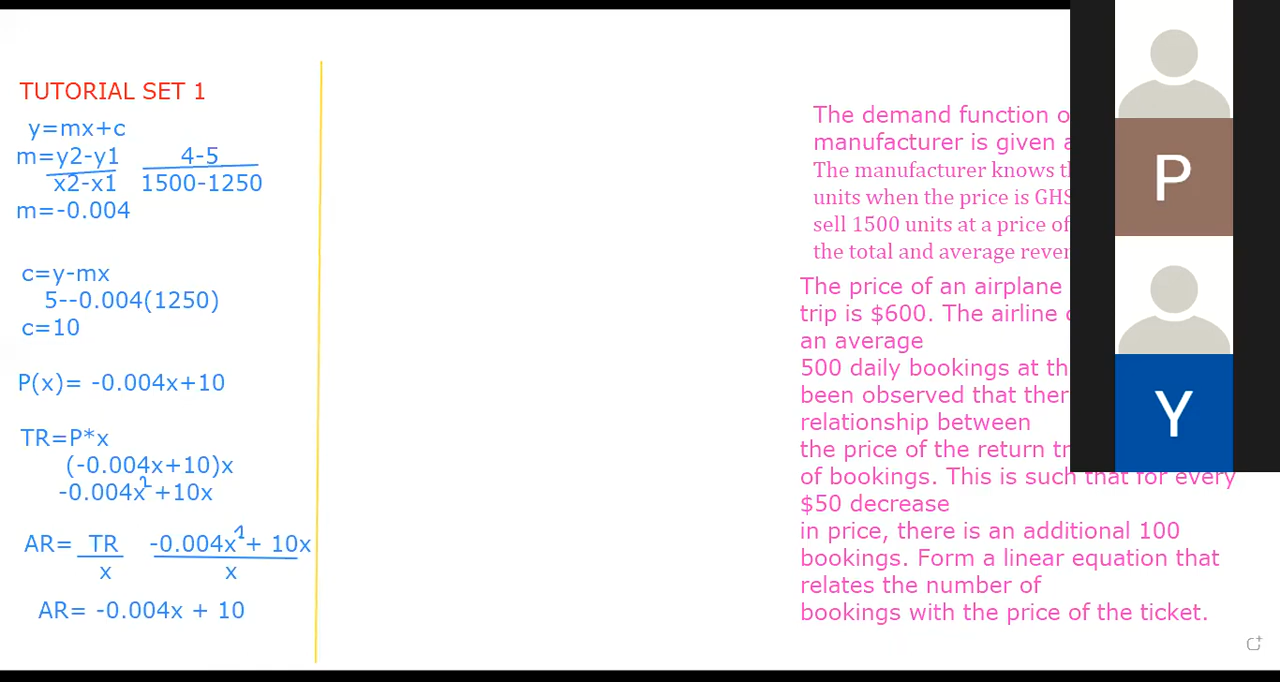 TUTORIAL SET 1
y=mx+c
m=y2-y1 4-5
x2-x1 1500-1250
m=-0.004
c=y-mx
5--0.004(1250)
c=10
P(x)= -0.004x+10
TR=P*x
(-0.004x+10)x
-0.004x² +10x
AR= TR -0.004x²+ 10x
x x
AR= -0.004x + 10
The demand function
manufacturer is given
The manufacturer knows
units when the price is GHS
sell 1500 units at a price of
the total and average
The price of an airplane
trip is $600. The airline
an average
500 daily bookings at
been observed that
relationship between
the price of the return
of bookings. This is such that for every
$50 decrease
in price, there is an additional 100
bookings. Form a linear equation that
relates the number of
bookings with the price of the ticket.
P
Y